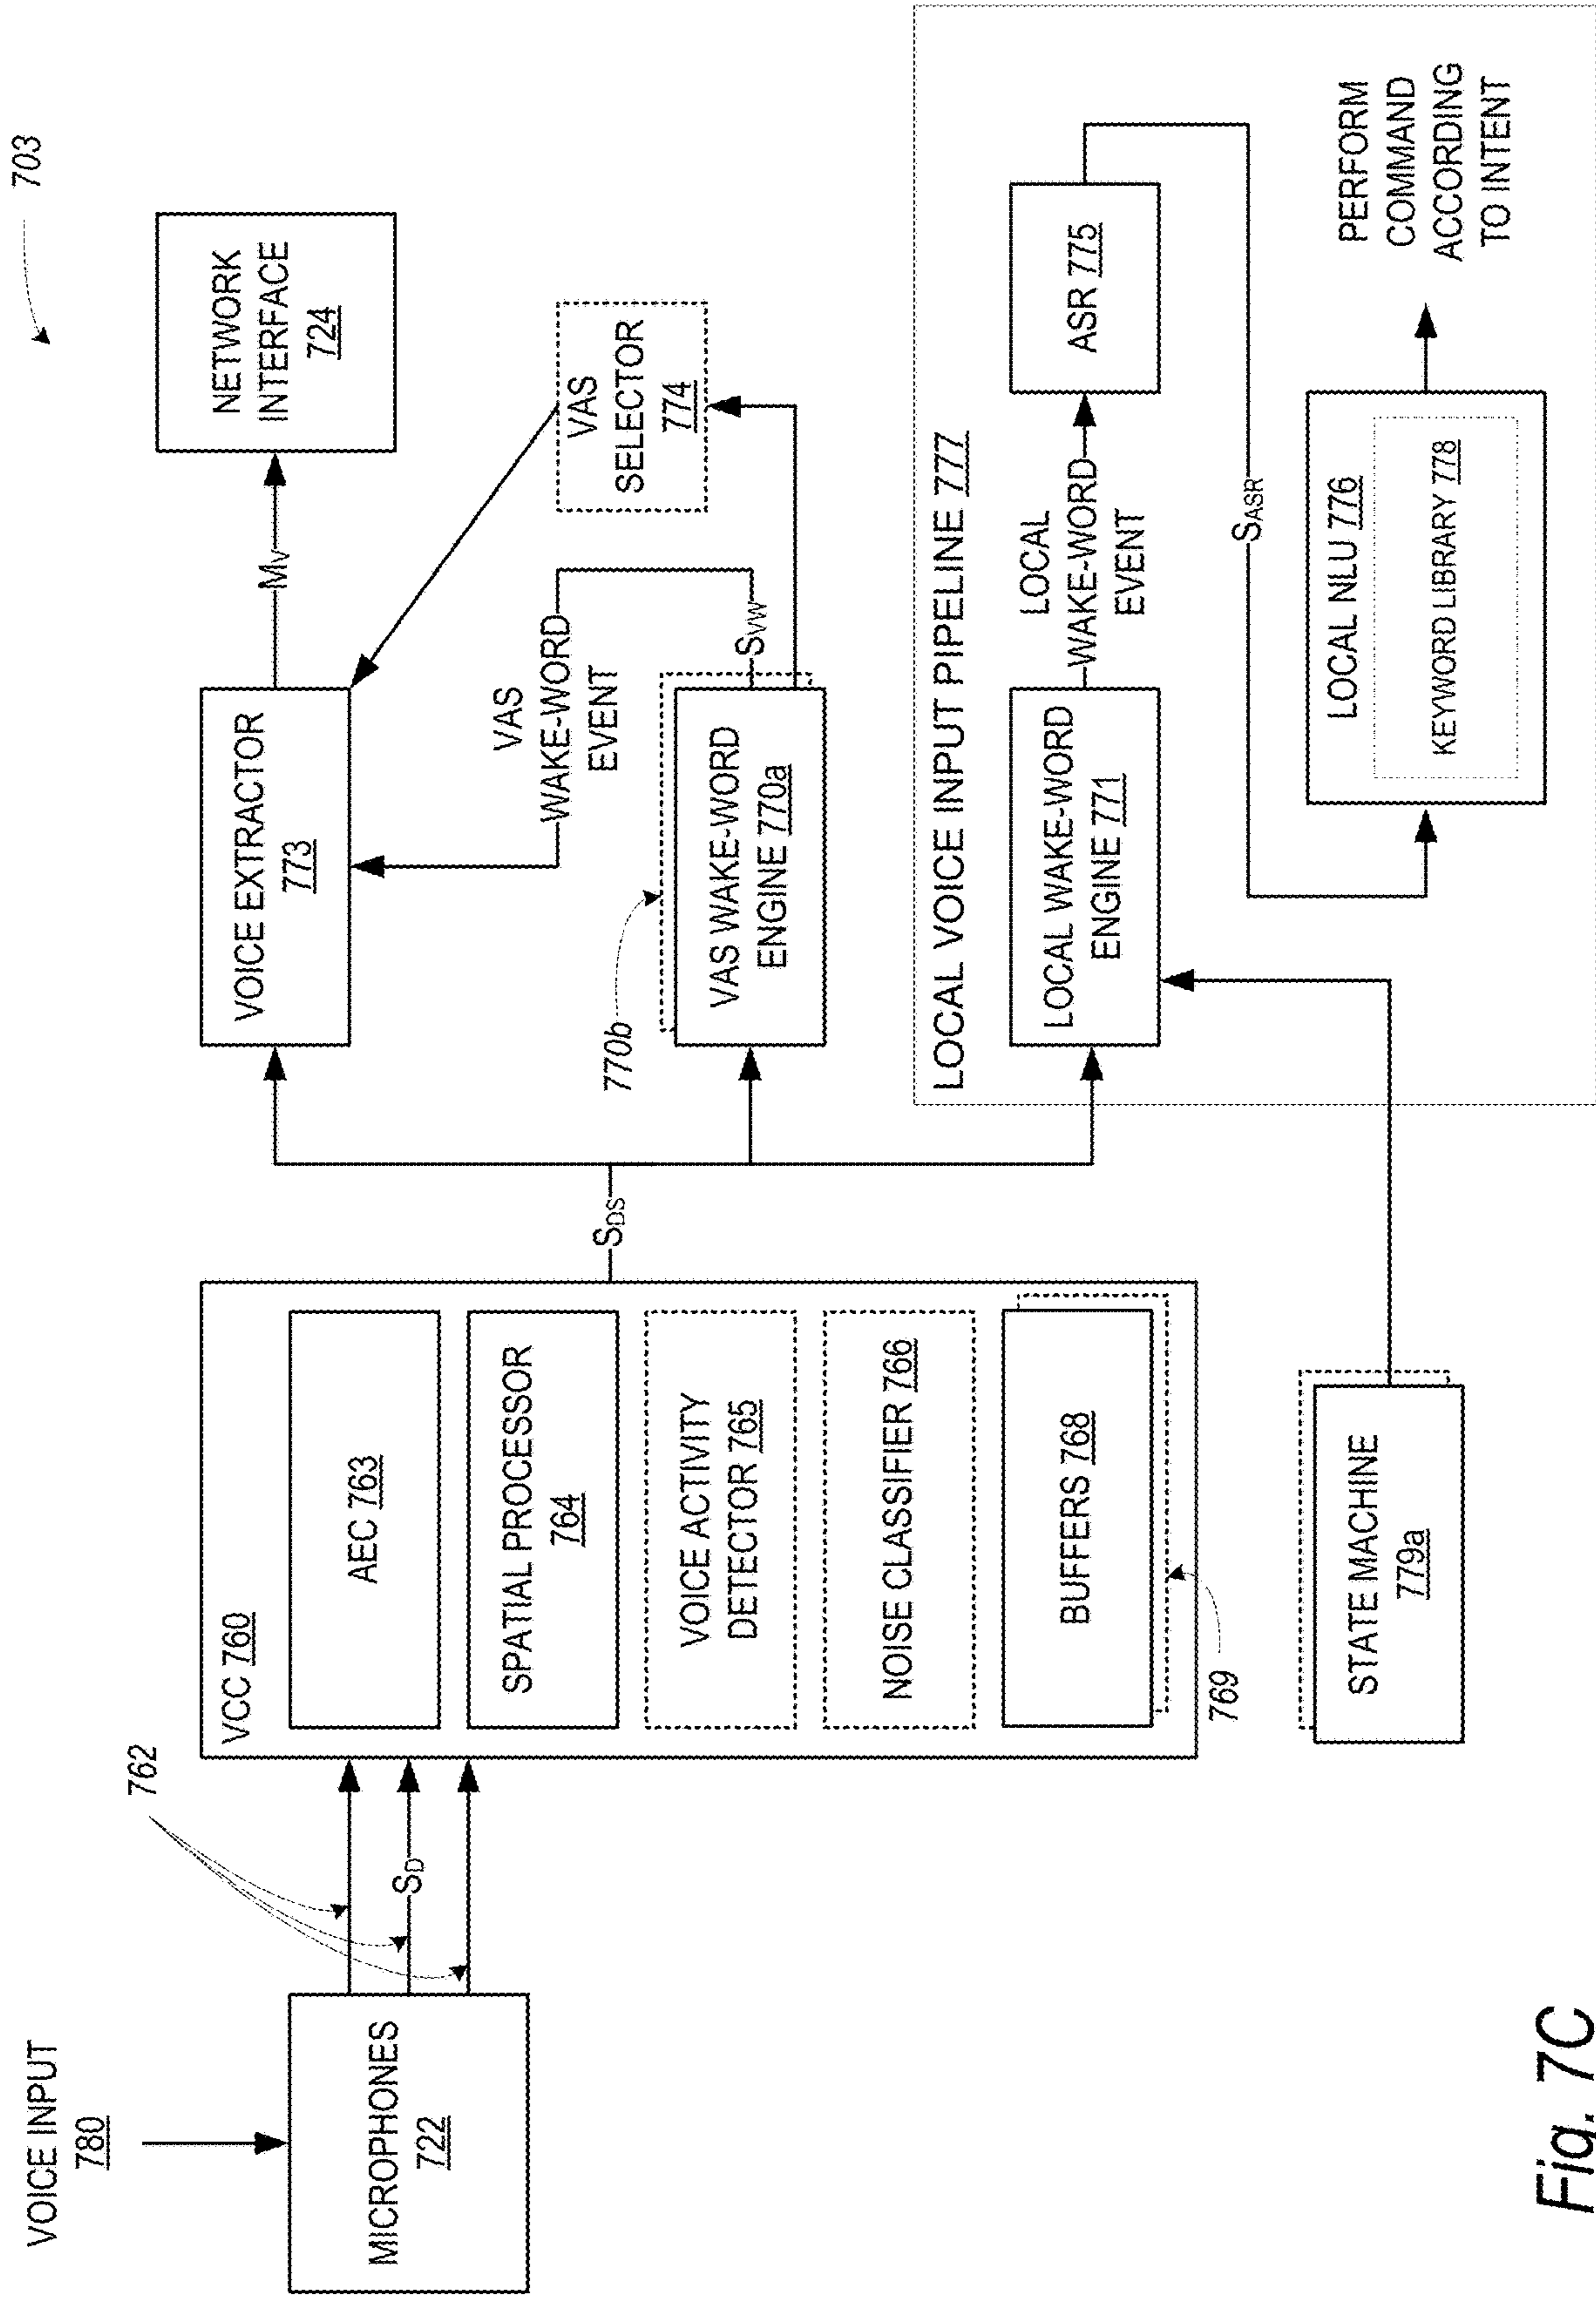 703
VOICE INPUT
780
MICROPHONES
722
762
SD
VCC 760
AEC 763
SPATIAL PROCESSOR
764
VOICE ACTIVITY
DETECTOR 765
NOISE CLASSIFIER 766
BUFFERS 768
769
SDS
VOICE EXTRACTOR
773
MV
NETWORK
INTERFACE
724
VAS
WAKE-WORD
EVENT
SVW
VAS
SELECTOR
774
770b
VAS WAKE-WORD
ENGINE 770a
LOCAL VOICE INPUT PIPELINE 777
LOCAL WAKE-WORD
ENGINE 771
LOCAL
WAKE-WORD
EVENT
ASR 775
SASR
LOCAL NLU 776
KEYWORD LIBRARY 778
PERFORM
COMMAND
ACCORDING
TO INTENT
STATE MACHINE
779a
Fig. 7C